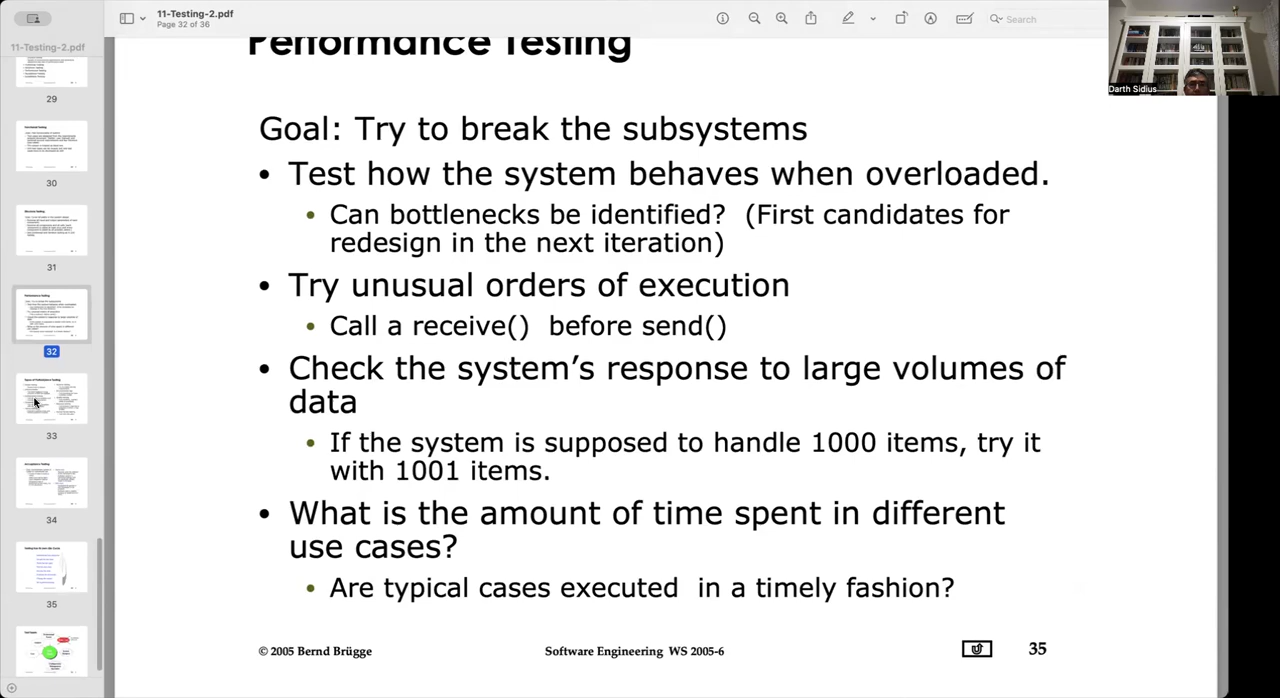 11-Testing-2.pdf
Page 32 of 36
Search
11-Testing-2.pdf
29
30
31
32
33
34
35
Darth Sidius
Performance Testing
Goal: Try to break the subsystems
• Test how the system behaves when overloaded.
• Can bottlenecks be identified? (First candidates for
redesign in the next iteration)
• Try unusual orders of execution
• Call a receive() before send()
• Check the system's response to large volumes of
data
• If the system is supposed to handle 1000 items, try it
with 1001 items.
• What is the amount of time spent in different
use cases?
• Are typical cases executed in a timely fashion?
© 2005 Bernd Brügge
Software Engineering WS 2005-6
35